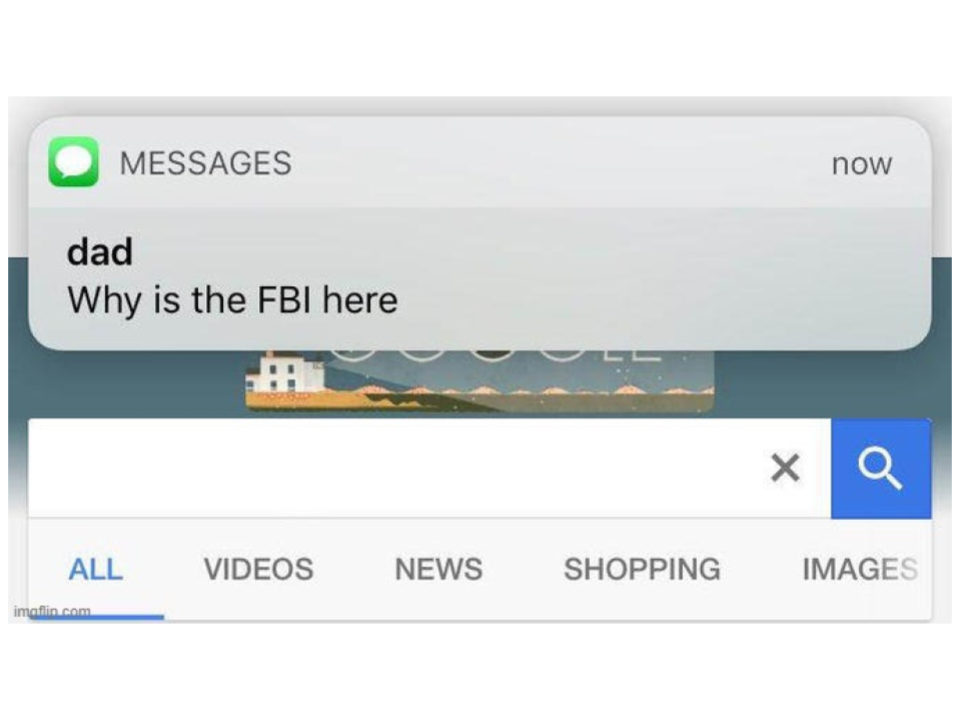 MESSAGES now
dad
Why is the FBI here
ALL VIDEOS NEWS SHOPPING IMAGES
imgflip.com